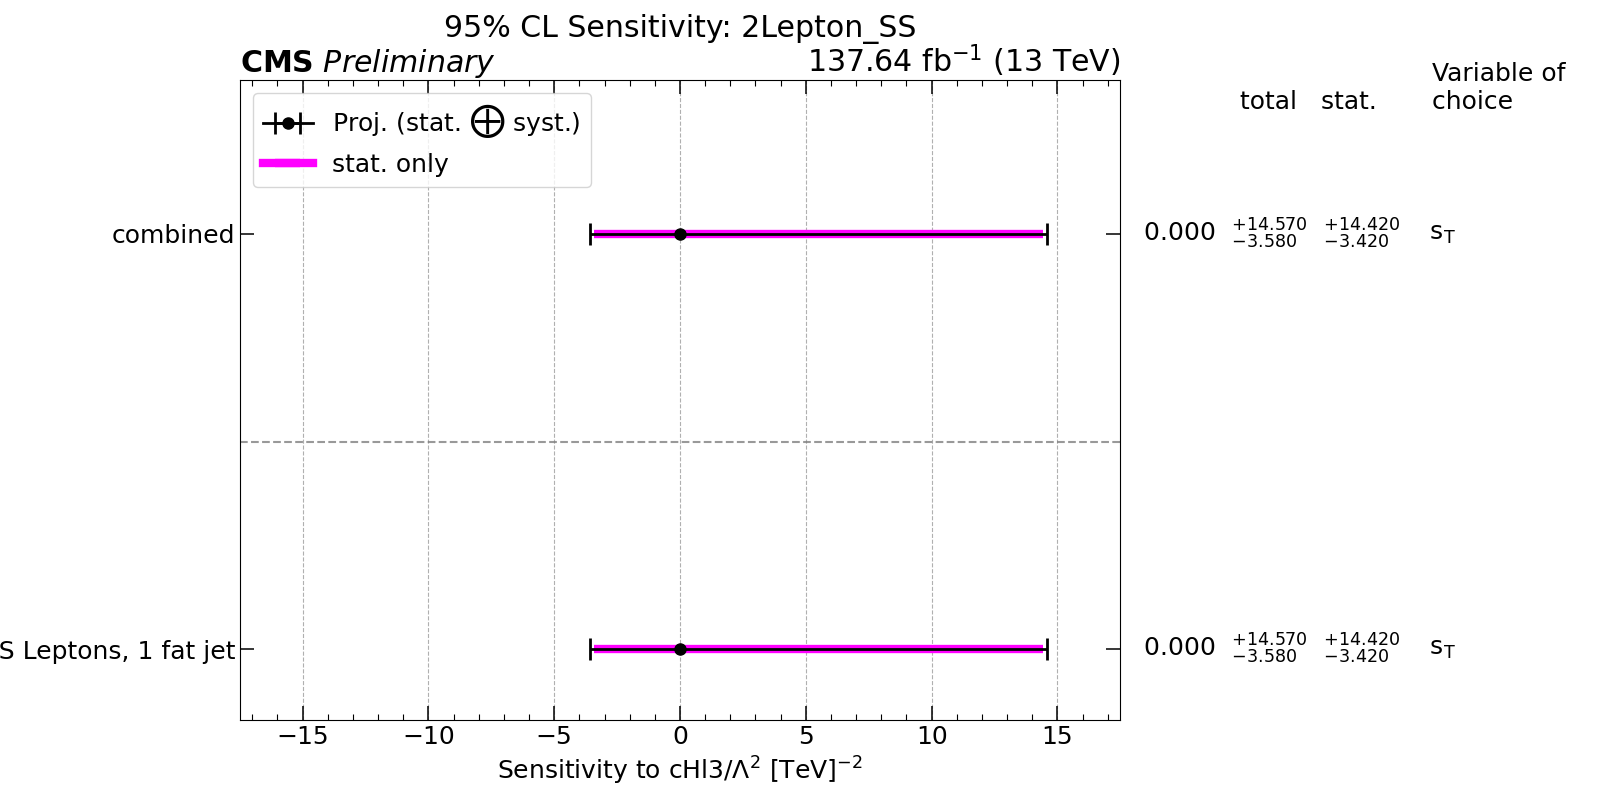 95% CL Sensitivity: 2Lepton_SS
CMS Preliminary 137.64 fb⁻¹ (13 TeV)
total stat. Variable of choice
Proj. (stat. ⊕ syst.)
stat. only
combined 0.000 +14.570 −3.580 +14.420 −3.420 s_T
S Leptons, 1 fat jet 0.000 +14.570 −3.580 +14.420 −3.420 s_T
−15 −10 −5 0 5 10 15
Sensitivity to cHl3/Λ² [TeV]⁻²